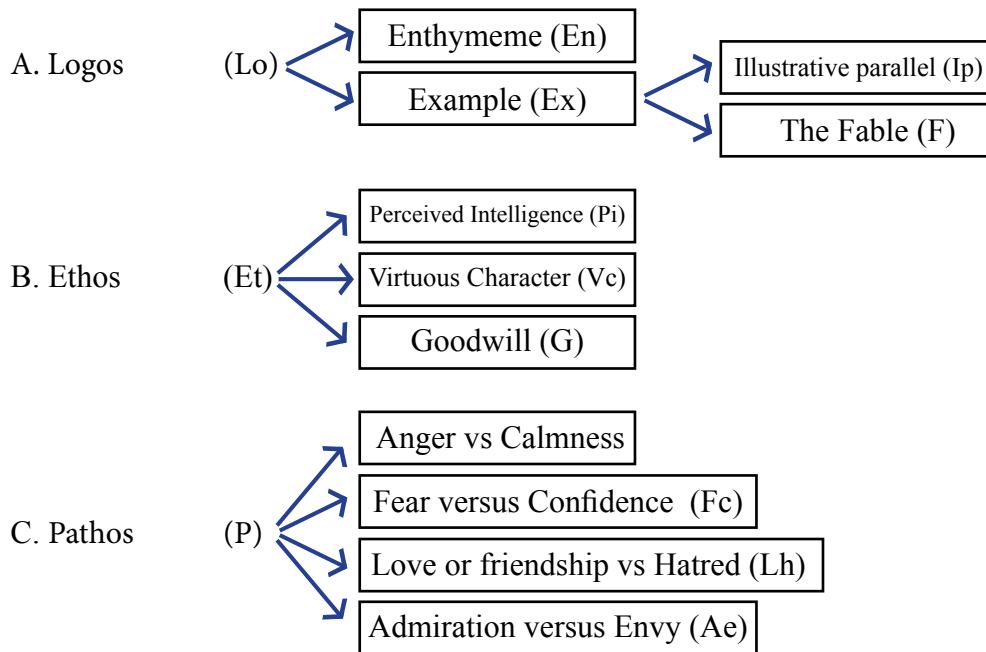 Enthymeme (En)
A. Logos (Lo)
Illustrative parallel (Ip)
Example (Ex)
The Fable (F)
Perceived Intelligence (Pi)
B. Ethos (Et)
Virtuous Character (Vc)
Goodwill (G)
Anger vs Calmness
Fear versus Confidence (Fc)
C. Pathos (P)
Love or friendship vs Hatred (Lh)
Admiration versus Envy (Ae)